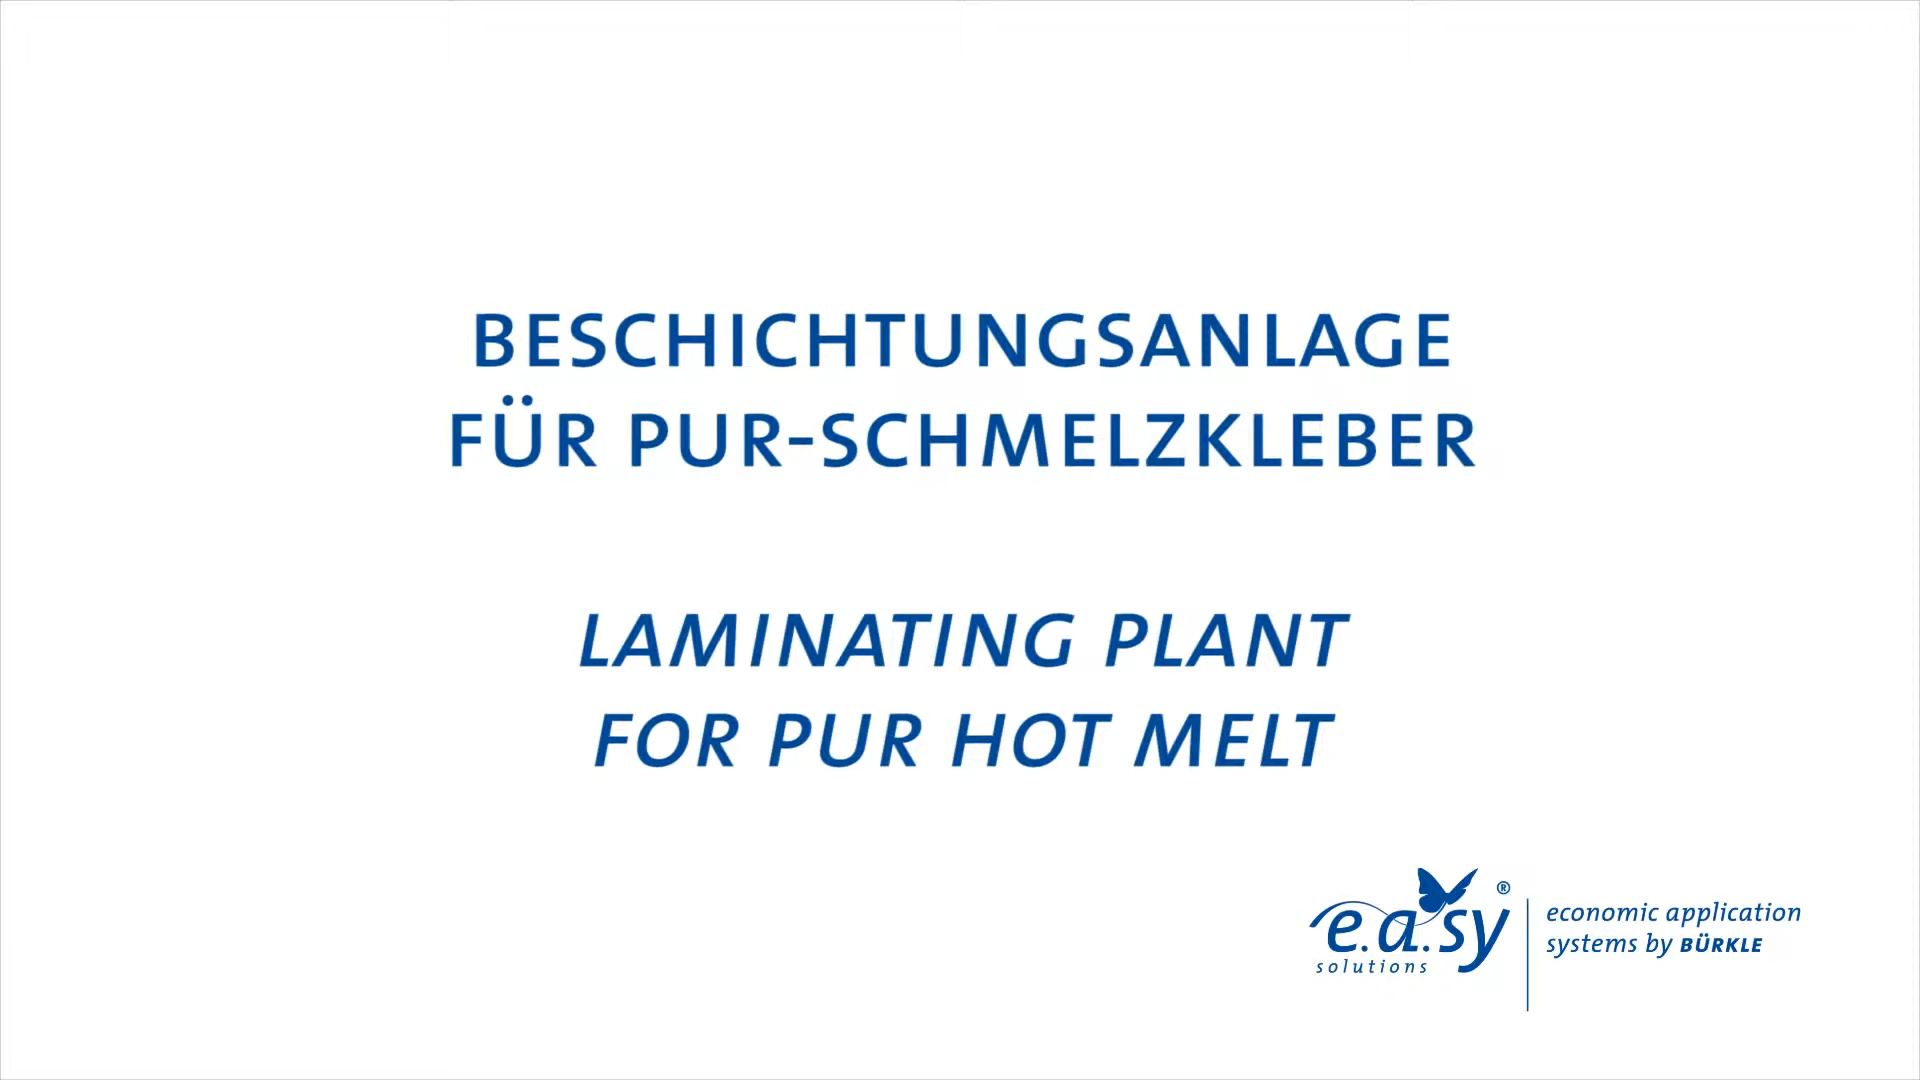 BESCHICHTUNGSANLAGE
FÜR PUR-SCHMELZKLEBER
LAMINATING PLANT
FOR PUR HOT MELT
e.a.sy®
solutions
economic application
systems by BÜRKLE